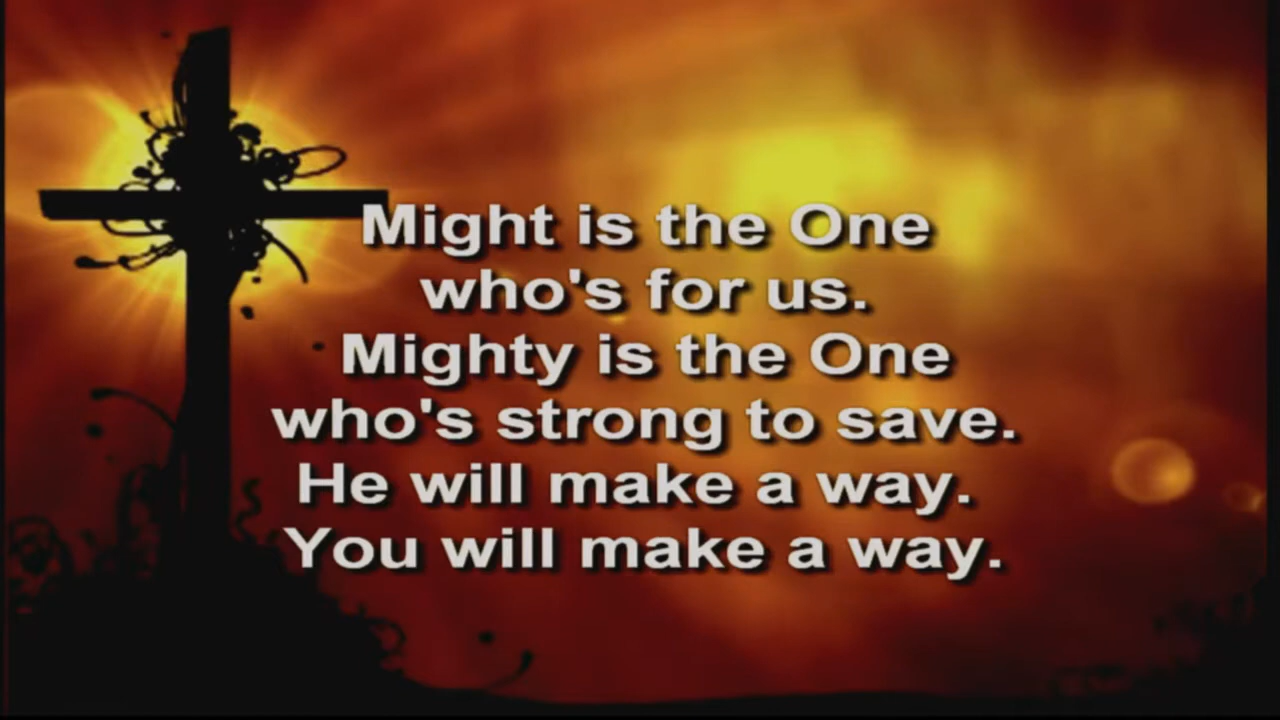 Might is the One
who's for us.
Mighty is the One
who's strong to save.
He will make a way.
You will make a way.